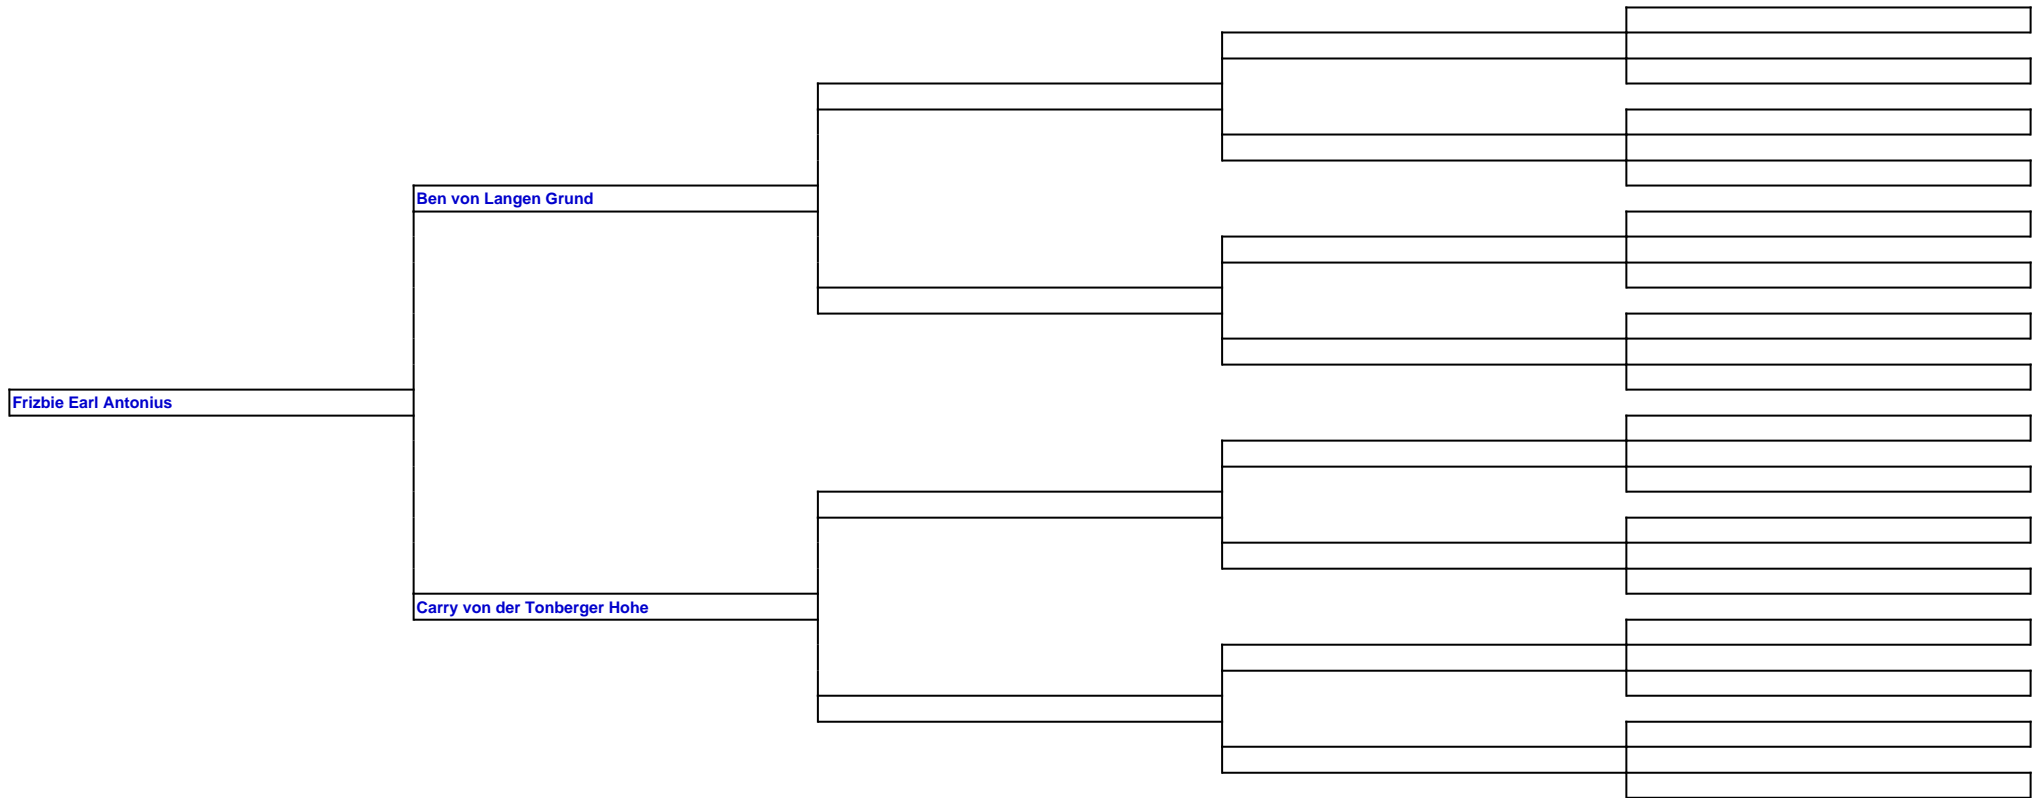 Ben von Langen Grund
Frizbie Earl Antonius
Carry von der Tonberger Hohe